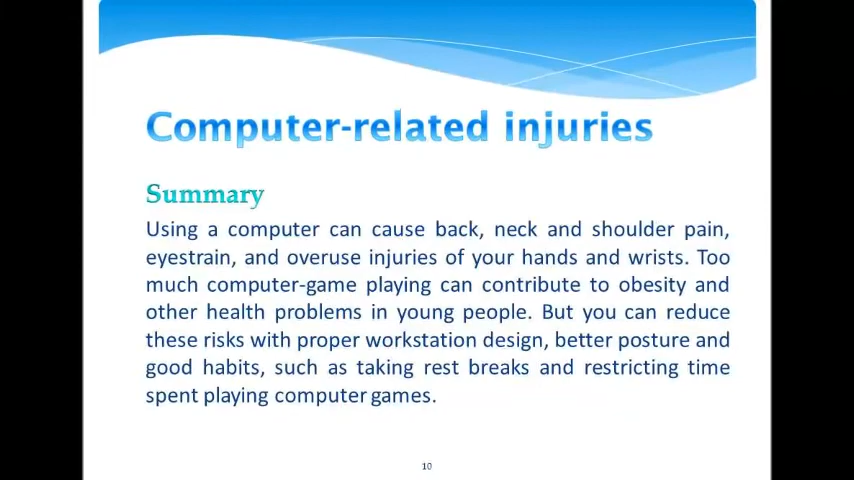 Computer-related injuries
Summary
Using a computer can cause back, neck and shoulder pain,
eyestrain, and overuse injuries of your hands and wrists. Too
much computer-game playing can contribute to obesity and
other health problems in young people. But you can reduce
these risks with proper workstation design, better posture and
good habits, such as taking rest breaks and restricting time
spent playing computer games.
10